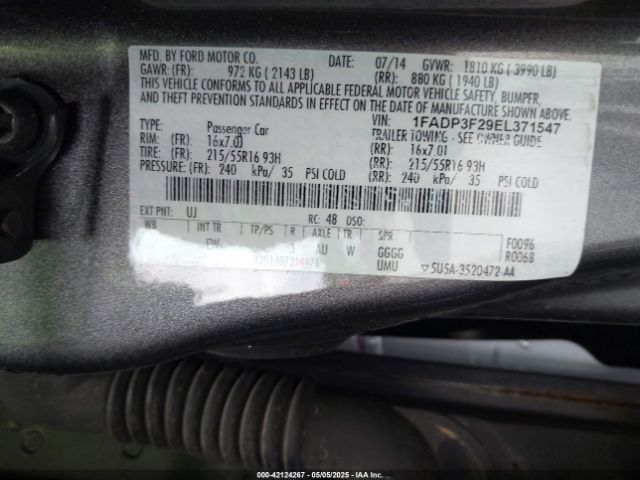 MFD. BY FORD MOTOR CO. DATE: 07/14 GVWR: 1810 KG ( 3990 LB)
GAWR: (FR): 972 KG ( 2143 LB) (RR): 880 KG ( 1940 LB)
THIS VEHICLE CONFORMS TO ALL APPLICABLE FEDERAL MOTOR VEHICLE SAFETY, BUMPER,
AND THEFT PREVENTION STANDARDS IN EFFECT ON THE DATE OF MANUFACTURE SHOWN ABOVE.
VIN: 1FADP3F29EL371547
TYPE: Passenger Car TRAILER TOWING - SEE OWNER GUIDE
RIM: (FR): 16x7.0J (RR): 16x7.0J
TIRE: (FR): 215/55R16 93H (RR): 215/55R16 93H
PRESSURE: (FR): 240 kPa/ 35 PSI COLD (RR): 240 kPa/ 35 PSI COLD
EXT PNT: UJ RC: 48 DSO:
WB INT TR TP/PS R AXLE TR SPR F0096
3 AU W GGGG R006B
UMU ▽5U5A-3520472-AA
000-42124267 - 05/05/2025 - IAA Inc.